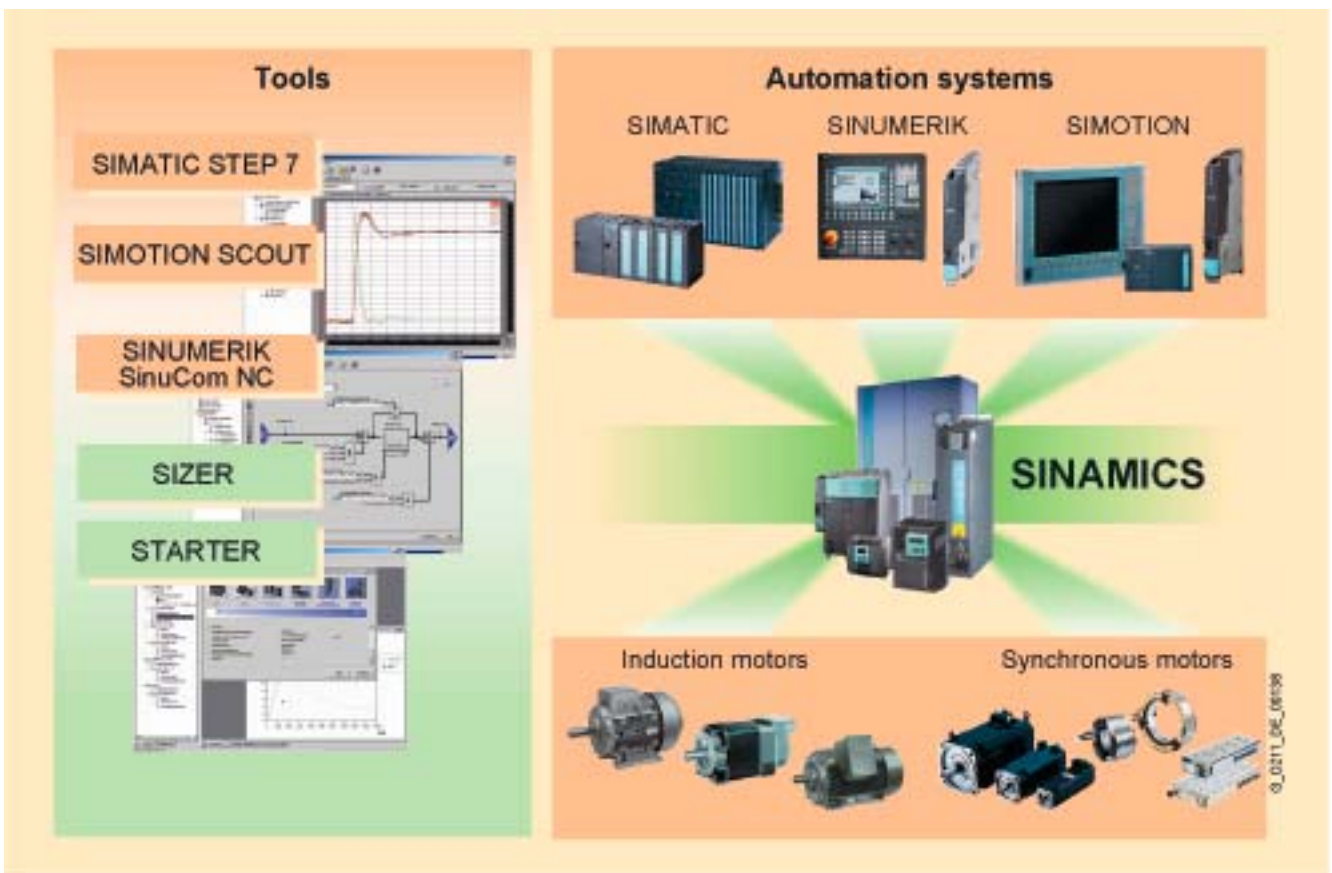 Tools
SIMATIC STEP 7
SIMOTION SCOUT
SINUMERIK
SinuCom NC
SIZER
STARTER
Automation systems
SIMATIC
SINUMERIK
SIMOTION
SINAMICS
Induction motors
Synchronous motors
G_D211_DE_00136